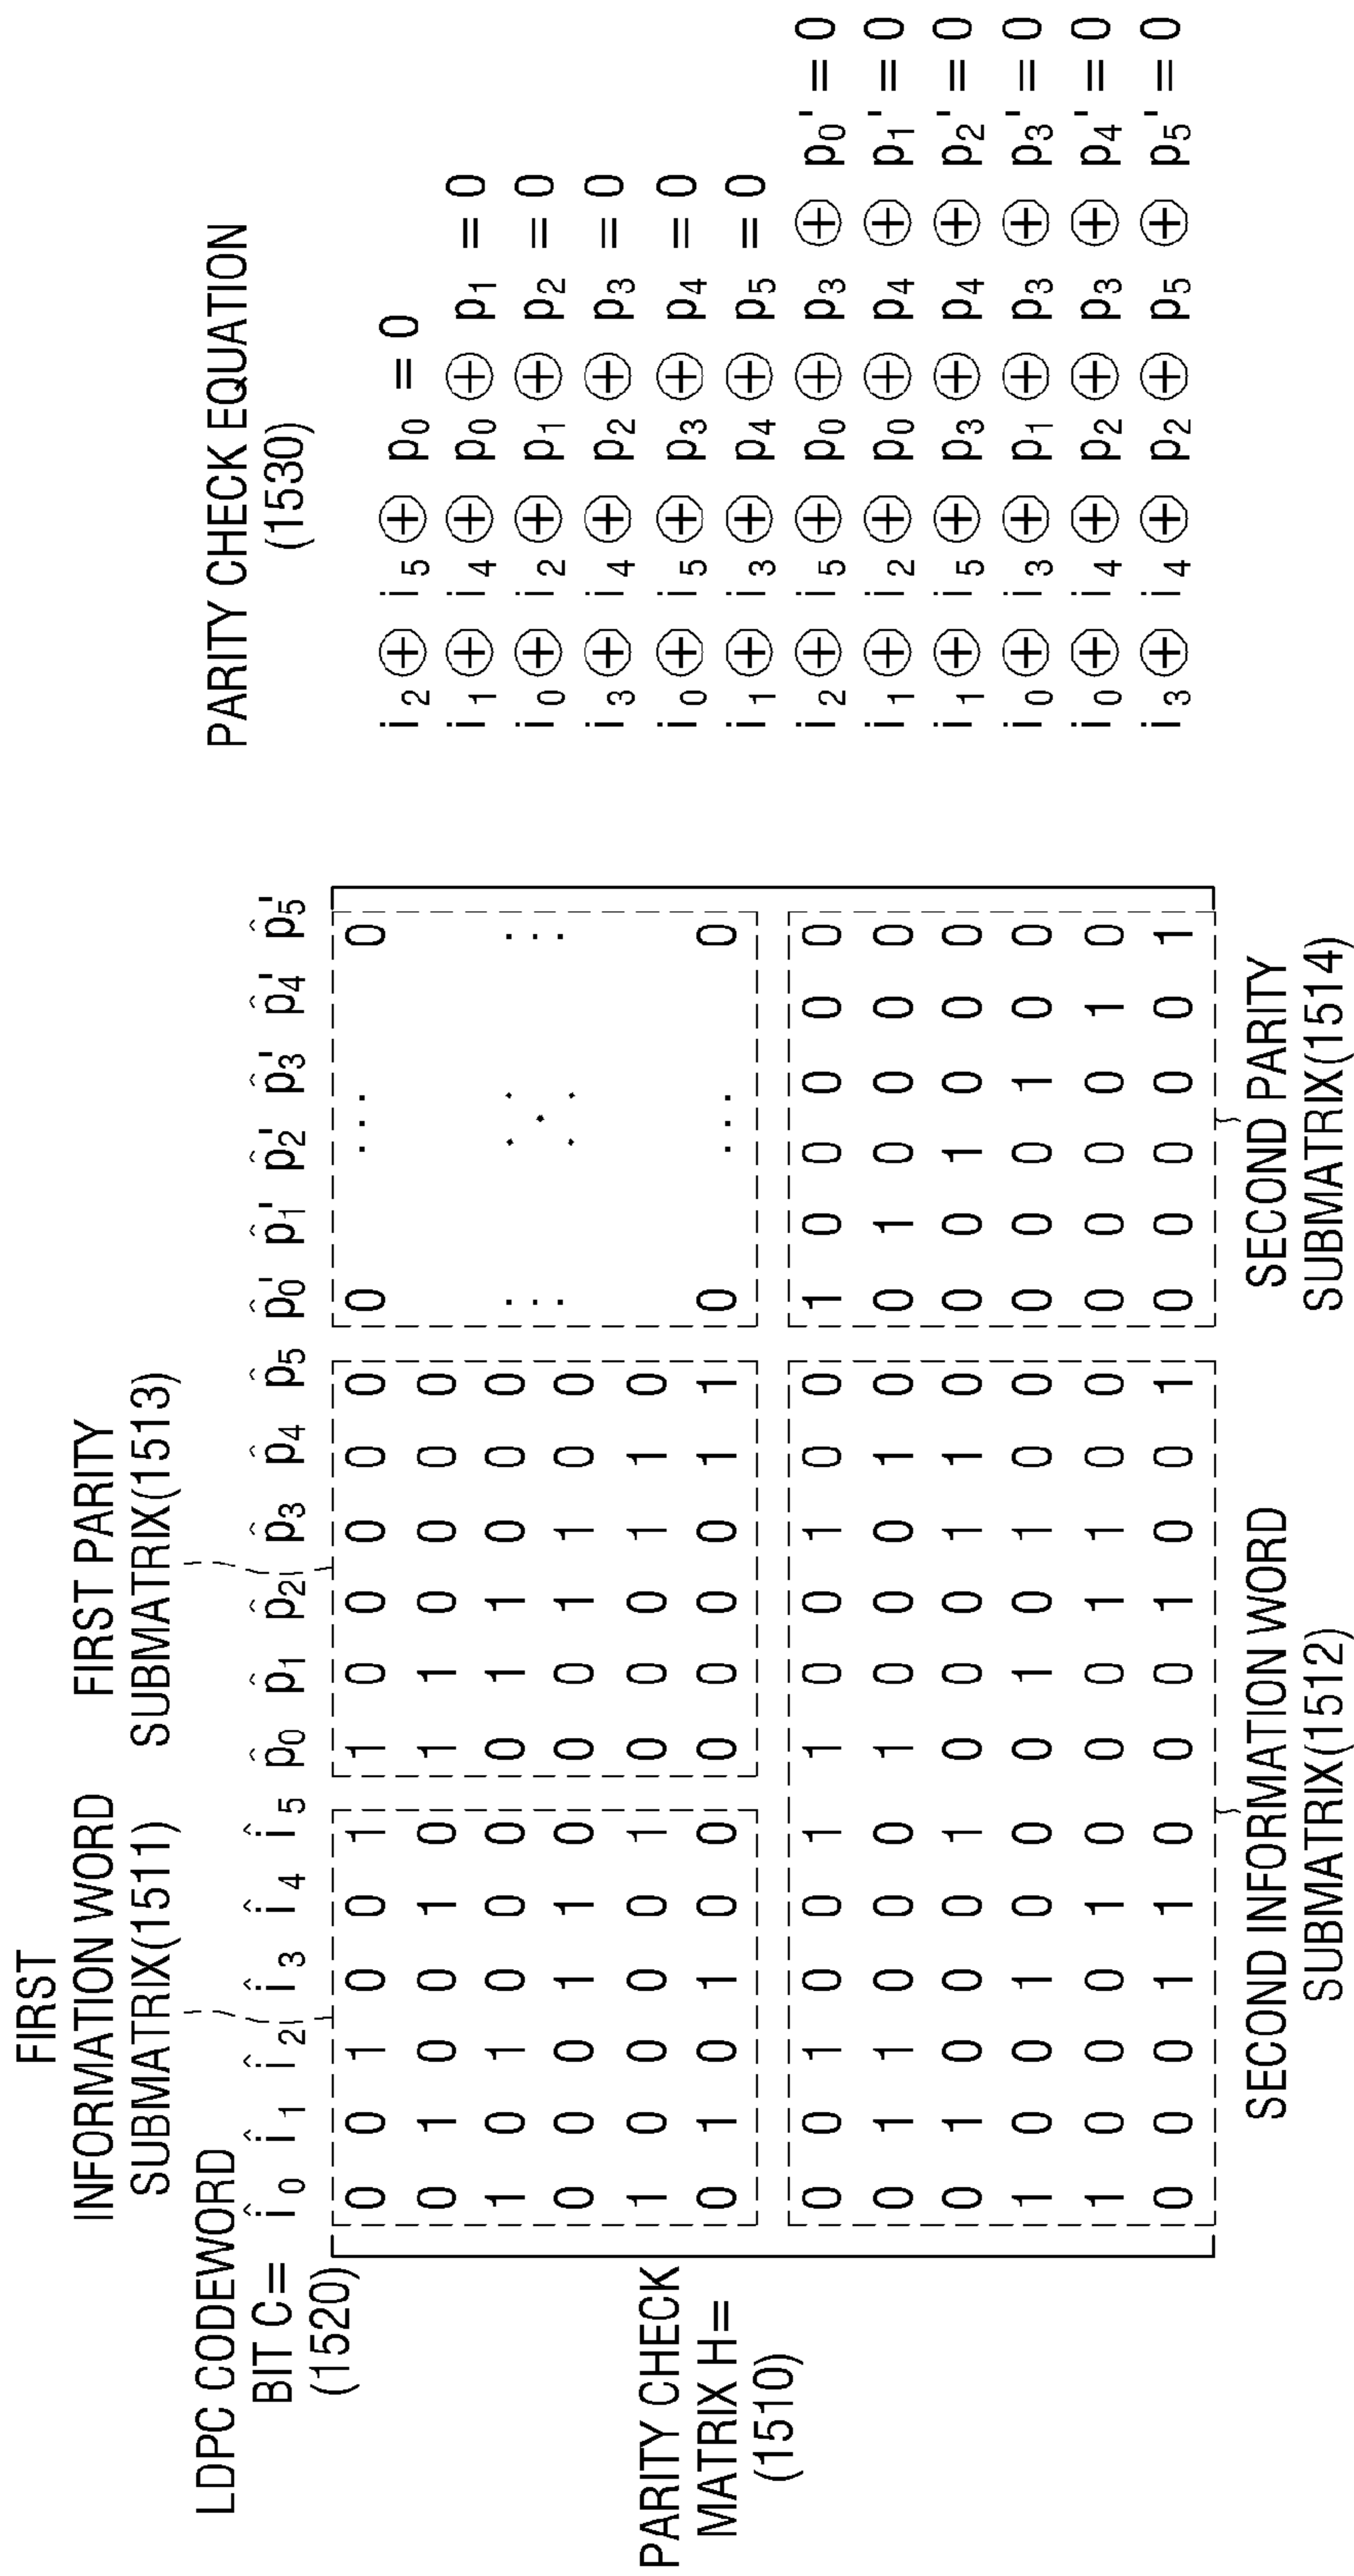 FIRST
INFORMATION WORD
SUBMATRIX(1511)
FIRST PARITY
SUBMATRIX(1513)
LDPC CODEWORD
BIT C=
(1520)
î0 î1 î2 î3 î4 î5 p̂0 p̂1 p̂2 p̂3 p̂4 p̂5 p̂0' p̂1' p̂2' p̂3' p̂4' p̂5'
PARITY CHECK
MATRIX H=
(1510)
0 0 1 0 0 1 1 0 0 0 0 0 0 ... 0
0 1 0 0 1 0 1 1 0 0 0 0
1 0 1 0 0 0 0 1 1 0 0 0
0 0 0 1 1 0 0 0 1 1 0 0
1 0 0 0 0 1 0 0 0 1 1 0
0 1 0 1 0 0 0 0 0 0 1 1 0 ... 0
0 0 1 0 0 1 1 0 0 1 0 0 1 0 0 0 0 0
0 1 1 0 0 0 1 0 0 0 1 0 0 1 0 0 0 0
0 1 0 0 0 1 0 0 0 1 1 0 0 0 1 0 0 0
1 0 0 1 0 0 0 1 0 1 0 0 0 0 0 1 0 0
1 0 0 0 1 0 0 0 1 1 0 0 0 0 0 0 1 0
0 0 0 1 1 0 0 0 1 0 0 1 0 0 0 0 0 1
SECOND INFORMATION WORD
SUBMATRIX(1512)
SECOND PARITY
SUBMATRIX(1514)
PARITY CHECK EQUATION
(1530)
i2 ⊕ i5 ⊕ p0 = 0
i1 ⊕ i4 ⊕ p0 ⊕ p1 = 0
i0 ⊕ i2 ⊕ p1 ⊕ p2 = 0
i3 ⊕ i4 ⊕ p2 ⊕ p3 = 0
i0 ⊕ i5 ⊕ p3 ⊕ p4 = 0
i1 ⊕ i3 ⊕ p4 ⊕ p5 = 0
i2 ⊕ i5 ⊕ p0 ⊕ p3 ⊕ p0' = 0
i1 ⊕ i2 ⊕ p0 ⊕ p4 ⊕ p1' = 0
i1 ⊕ i5 ⊕ p3 ⊕ p4 ⊕ p2' = 0
i0 ⊕ i3 ⊕ p1 ⊕ p3 ⊕ p3' = 0
i0 ⊕ i4 ⊕ p2 ⊕ p3 ⊕ p4' = 0
i3 ⊕ i4 ⊕ p2 ⊕ p5 ⊕ p5' = 0